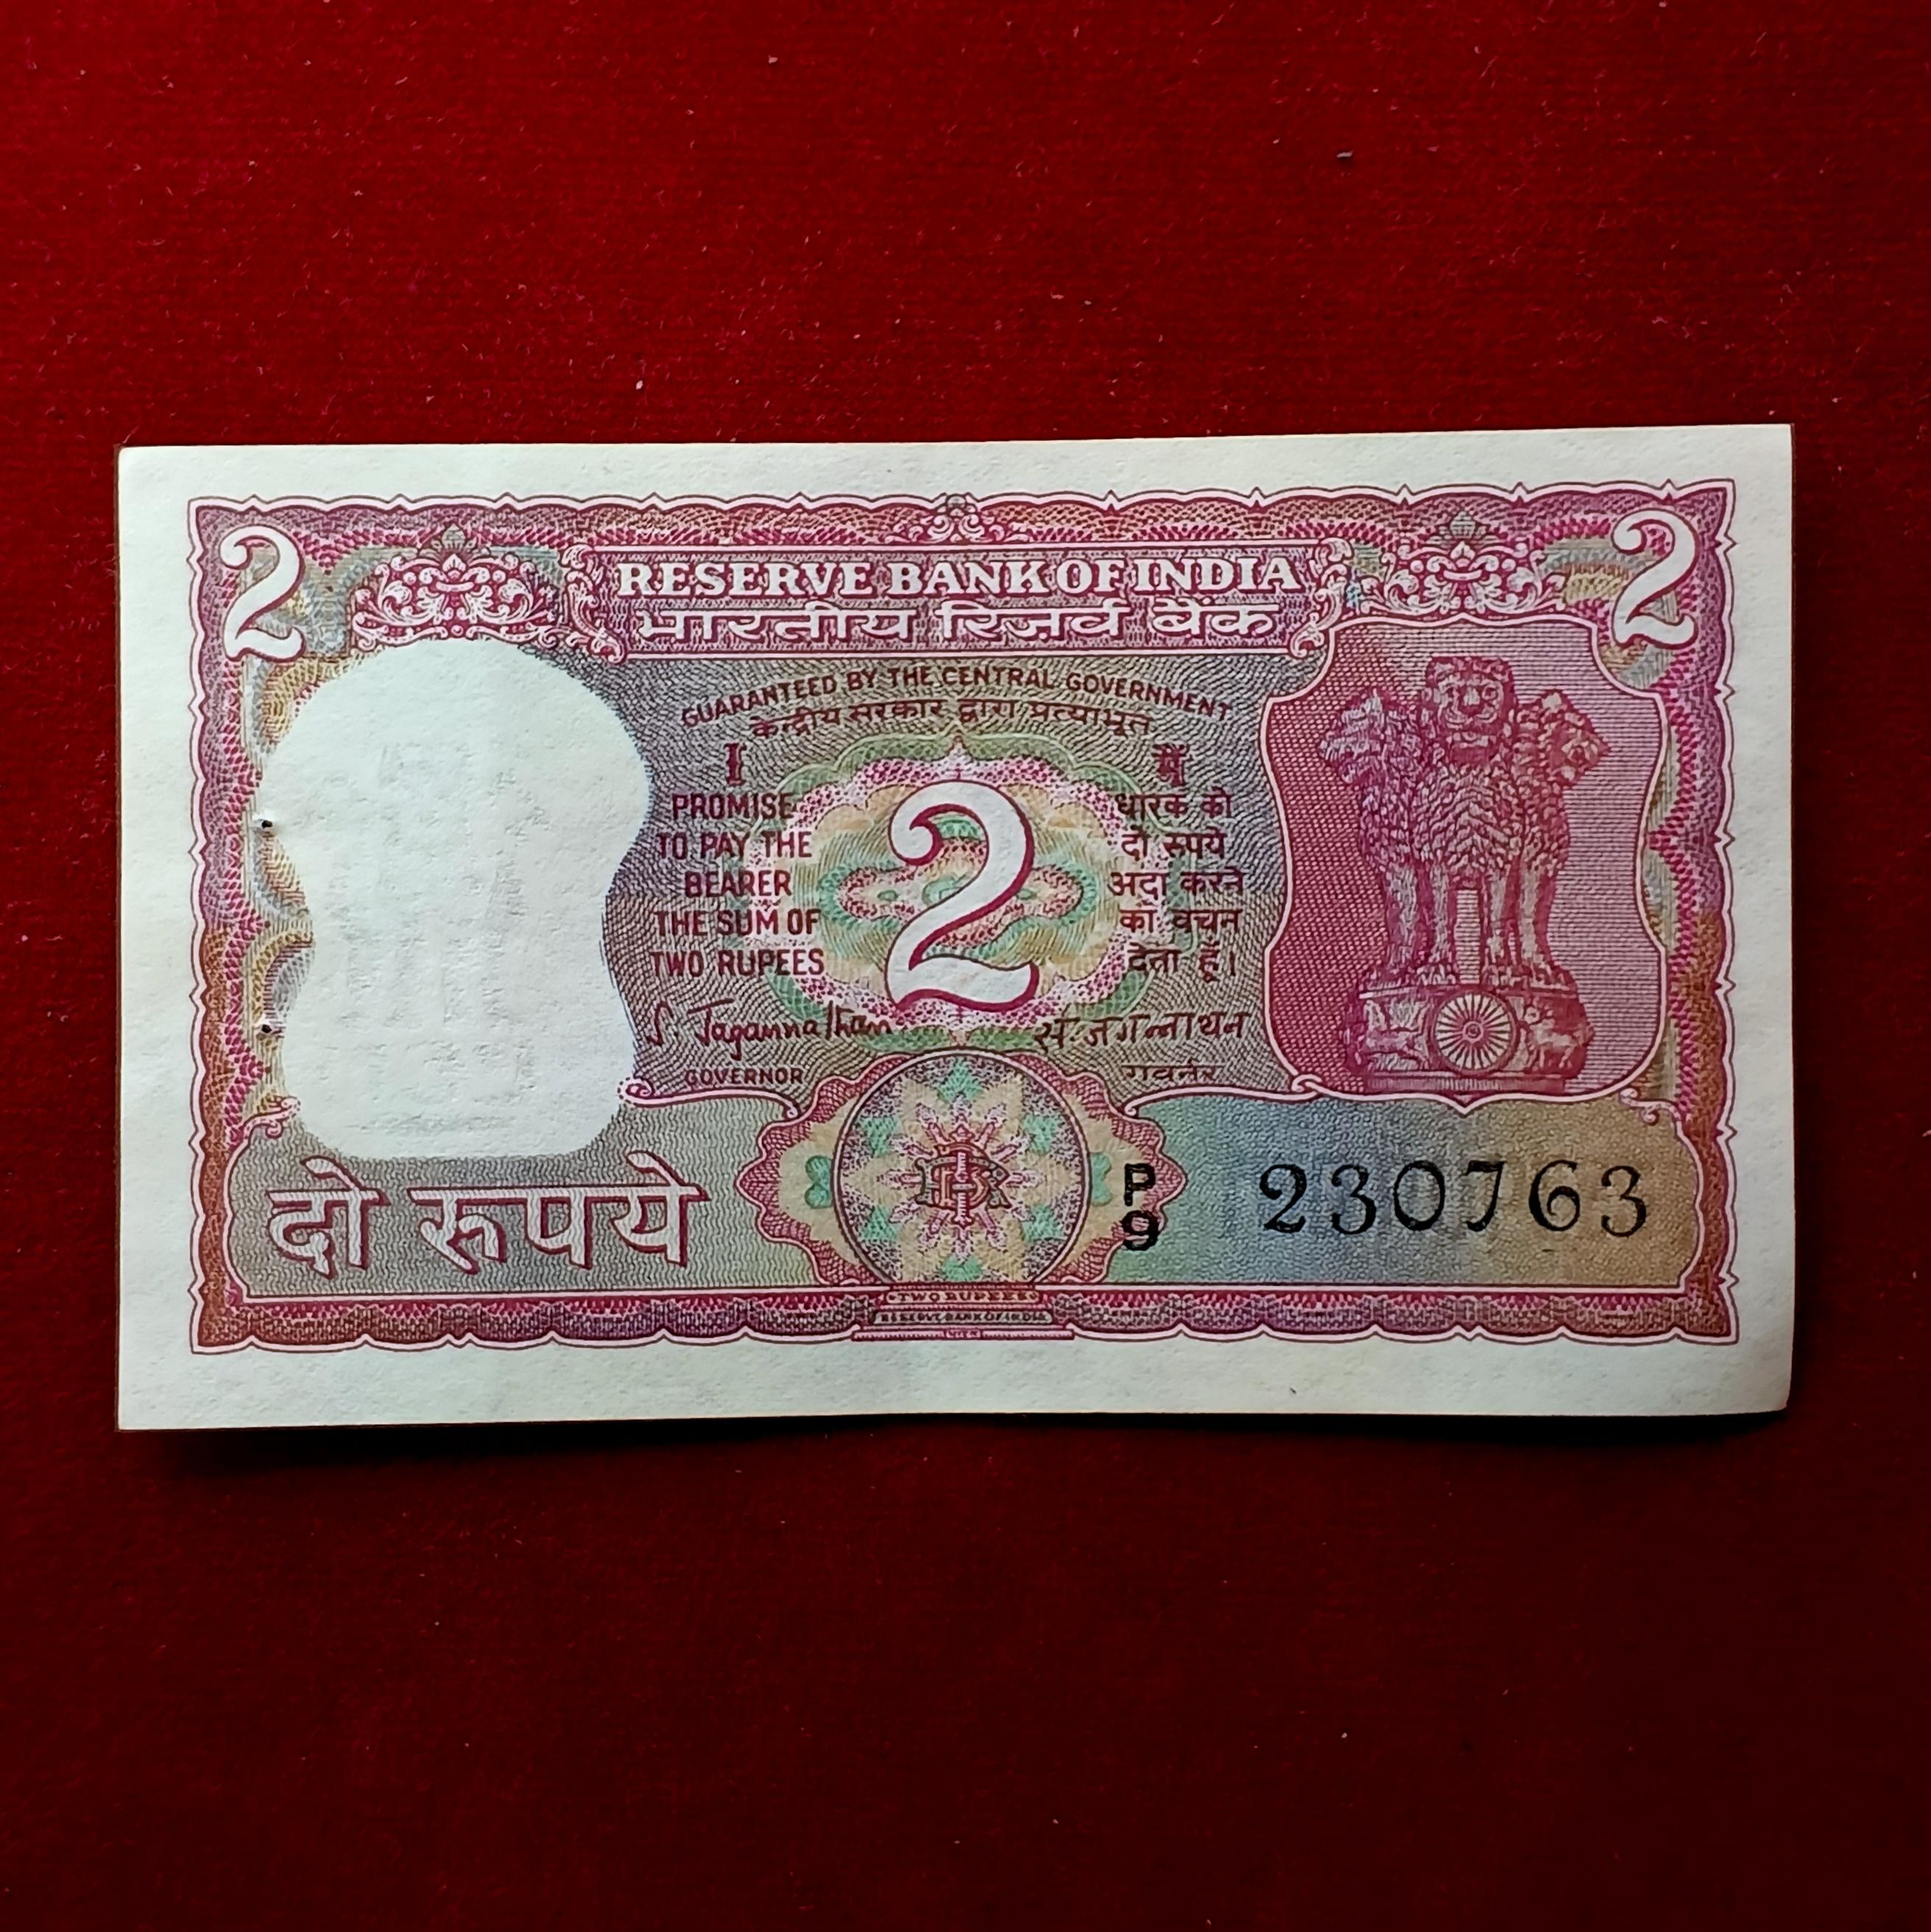 2 2
RESERVE BANK OF INDIA
भारतीय रिज़र्व बैंक
GUARANTEED BY THE CENTRAL GOVERNMENT
केन्द्रीय सरकार द्वारा प्रत्याभूत
I
PROMISE
TO PAY THE
BEARER
THE SUM OF
TWO RUPEES
2
मैं
धारक को
दो रुपये
अदा करने
का वचन
देता हूँ।
S. Jagannathan
GOVERNOR
स. जगन्नाथन
गवर्नर
दो रुपये
P
9
230763
TWO RUPEES
RESERVE BANK OF INDIA